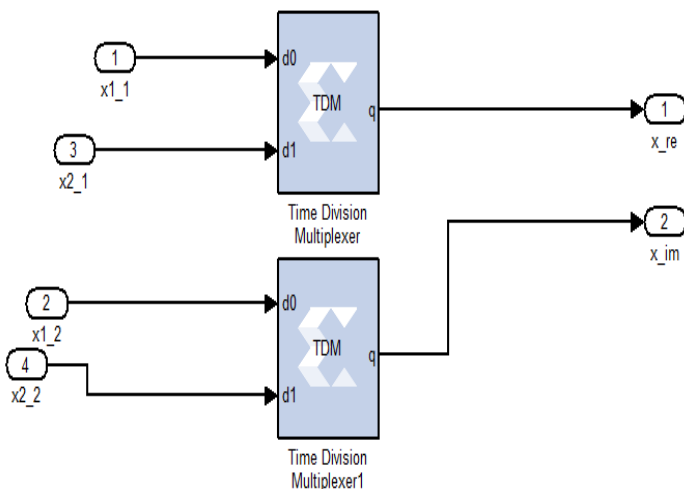 1
x1_1
3
x2_1
d0
TDM
q
d1
Time Division
Multiplexer
1
x_re
2
x_im
2
x1_2
4
x2_2
d0
TDM
q
d1
Time Division
Multiplexer1